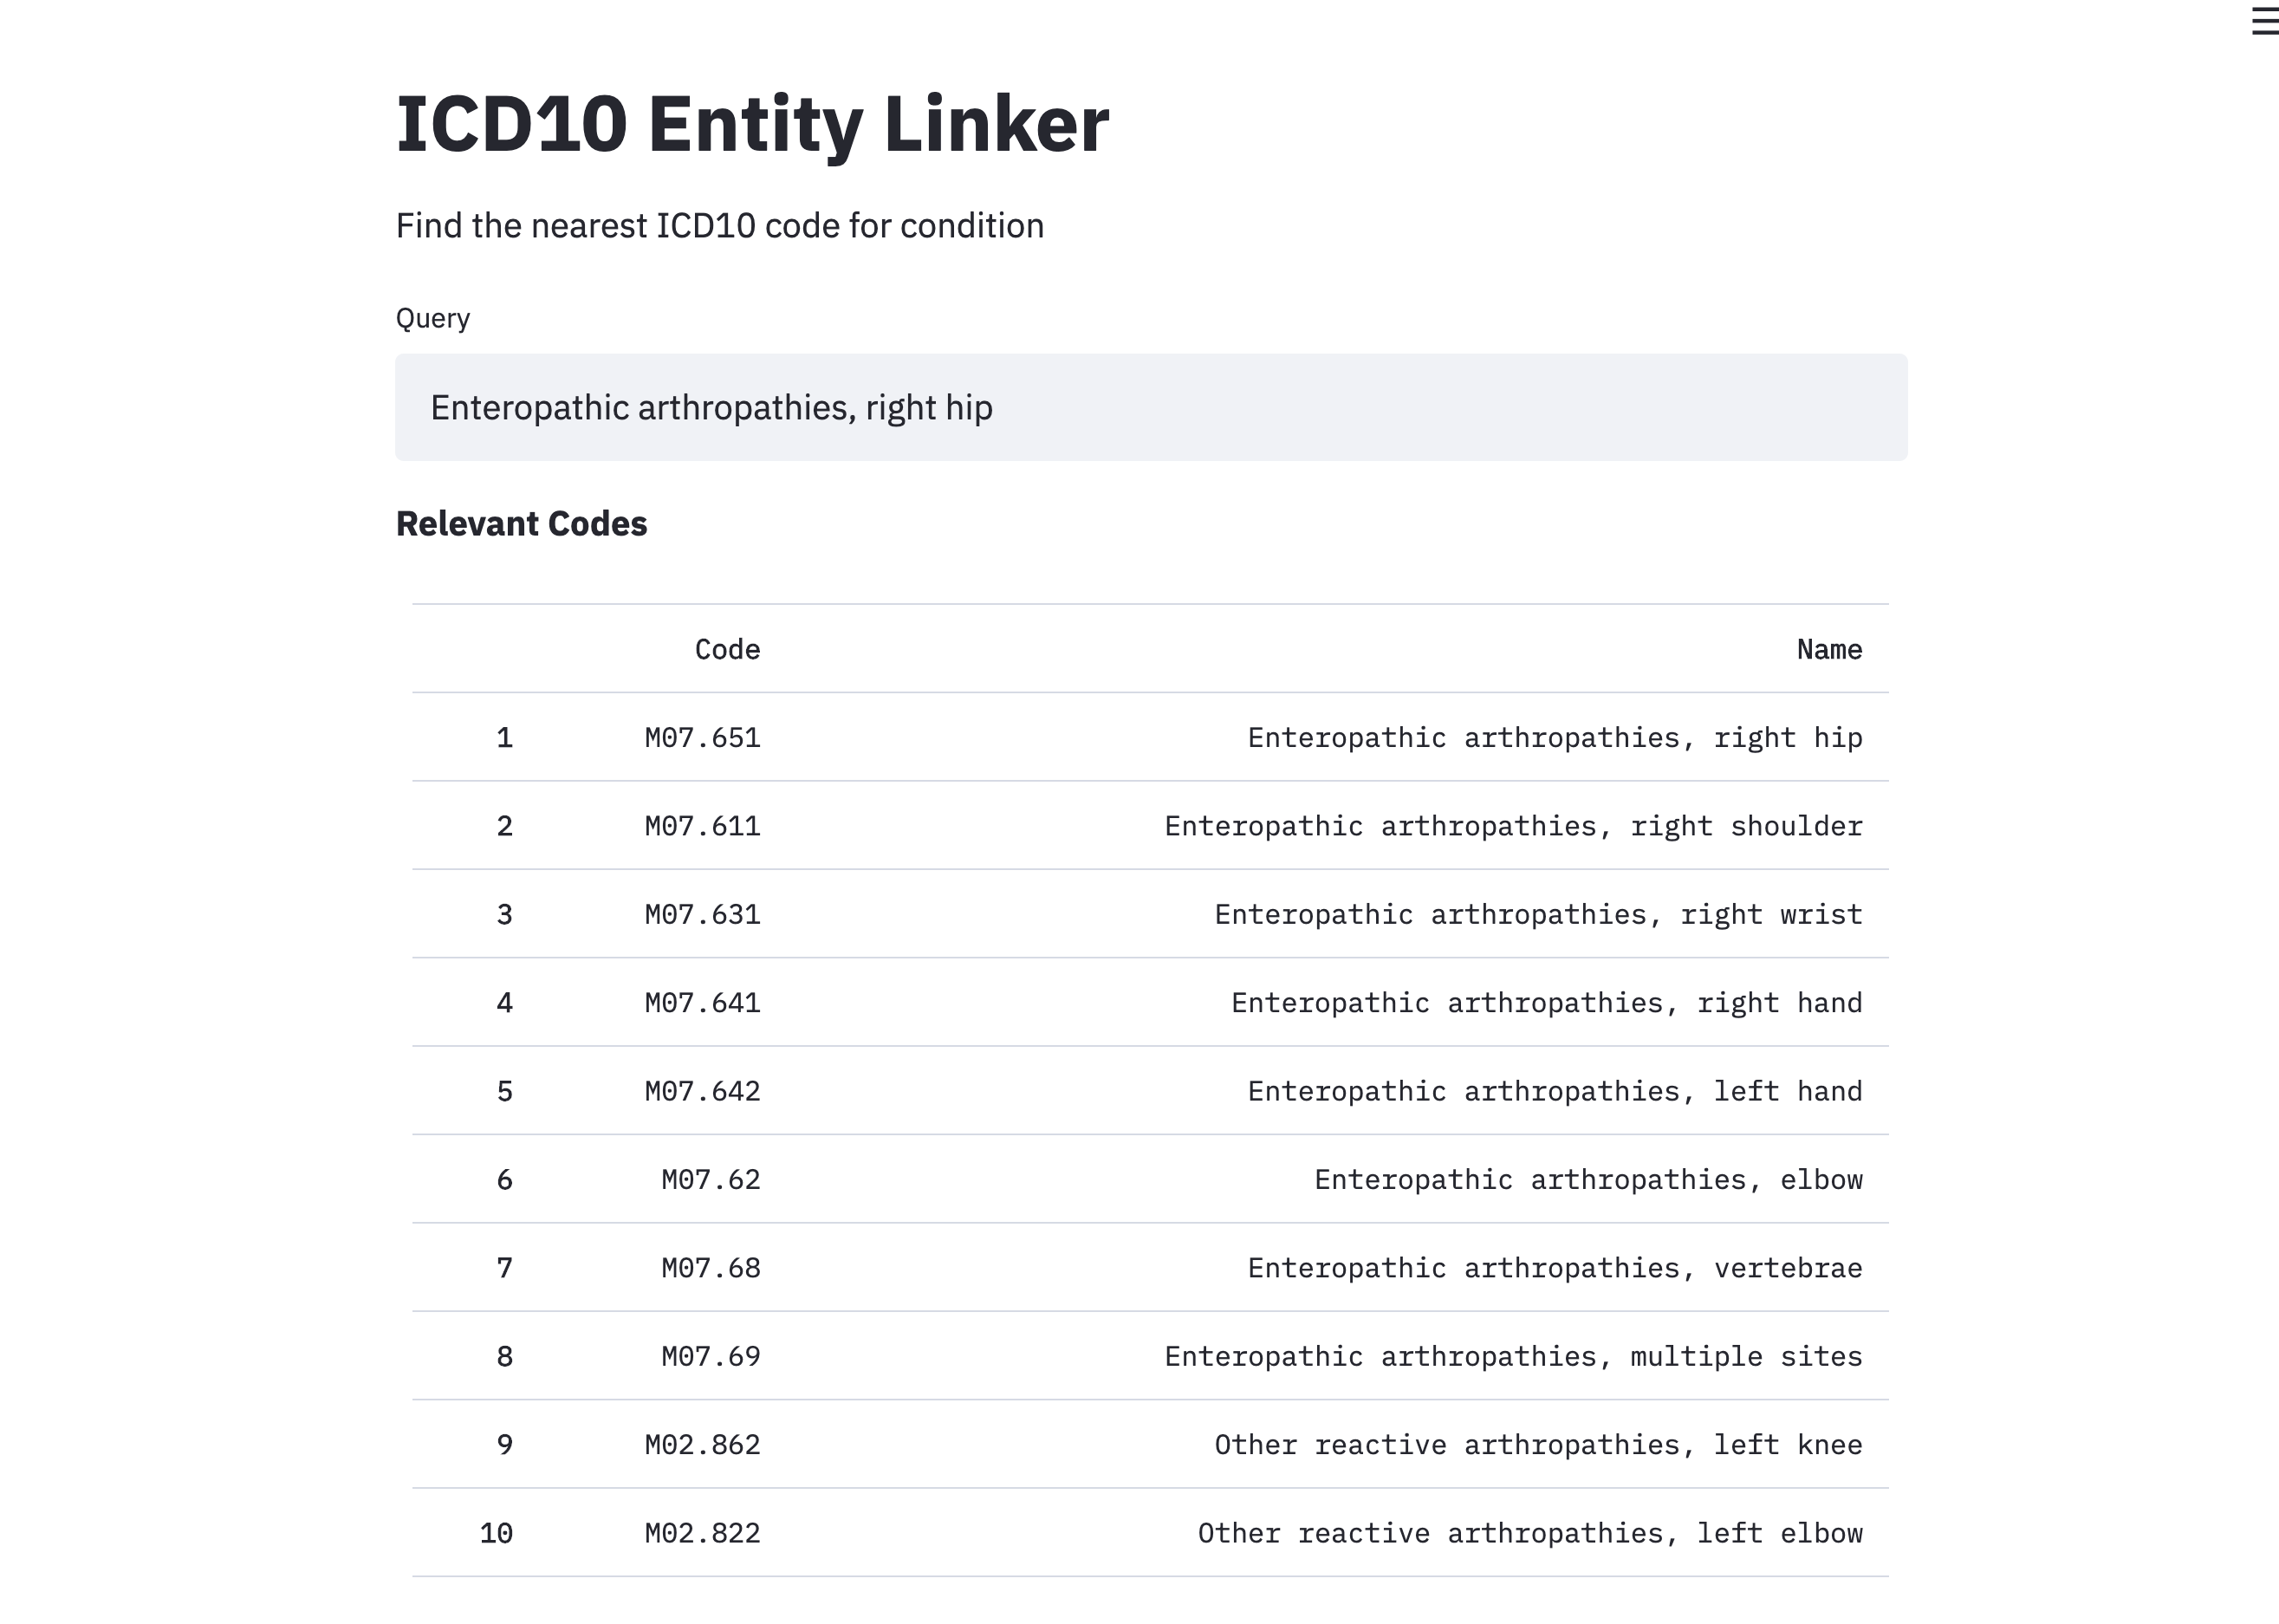 ICD10 Entity Linker
Find the nearest ICD10 code for condition
Query
Enteropathic arthropathies, right hip
Relevant Codes
Code Name
1 M07.651 Enteropathic arthropathies, right hip
2 M07.611 Enteropathic arthropathies, right shoulder
3 M07.631 Enteropathic arthropathies, right wrist
4 M07.641 Enteropathic arthropathies, right hand
5 M07.642 Enteropathic arthropathies, left hand
6 M07.62 Enteropathic arthropathies, elbow
7 M07.68 Enteropathic arthropathies, vertebrae
8 M07.69 Enteropathic arthropathies, multiple sites
9 M02.862 Other reactive arthropathies, left knee
10 M02.822 Other reactive arthropathies, left elbow